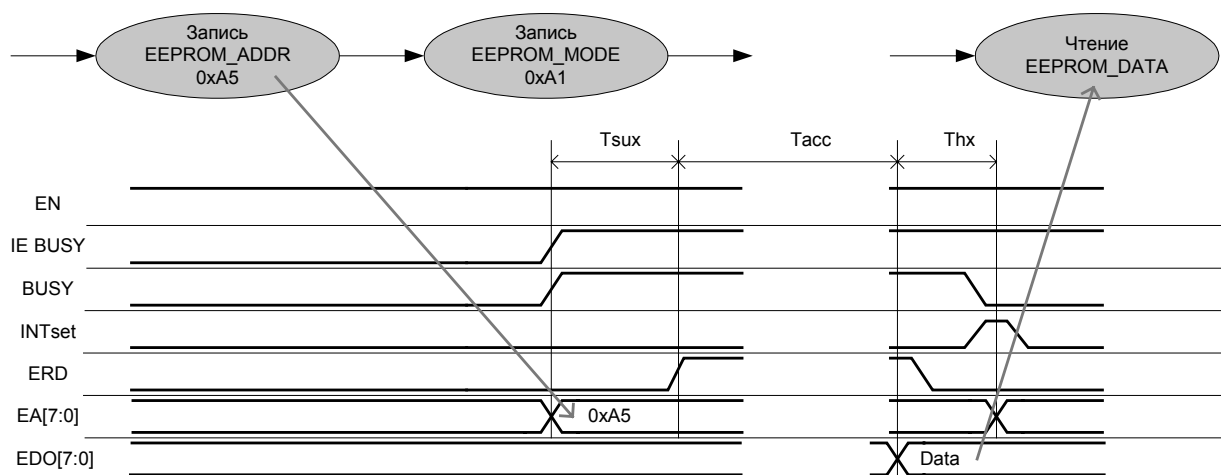 Запись
EEPROM_ADDR
0xA5
Запись
EEPROM_MODE
0xA1
Чтение
EEPROM_DATA
Tsux
Tacc
Thx
EN
IE BUSY
BUSY
INTset
ERD
EA[7:0]
0xA5
EDO[7:0]
Data